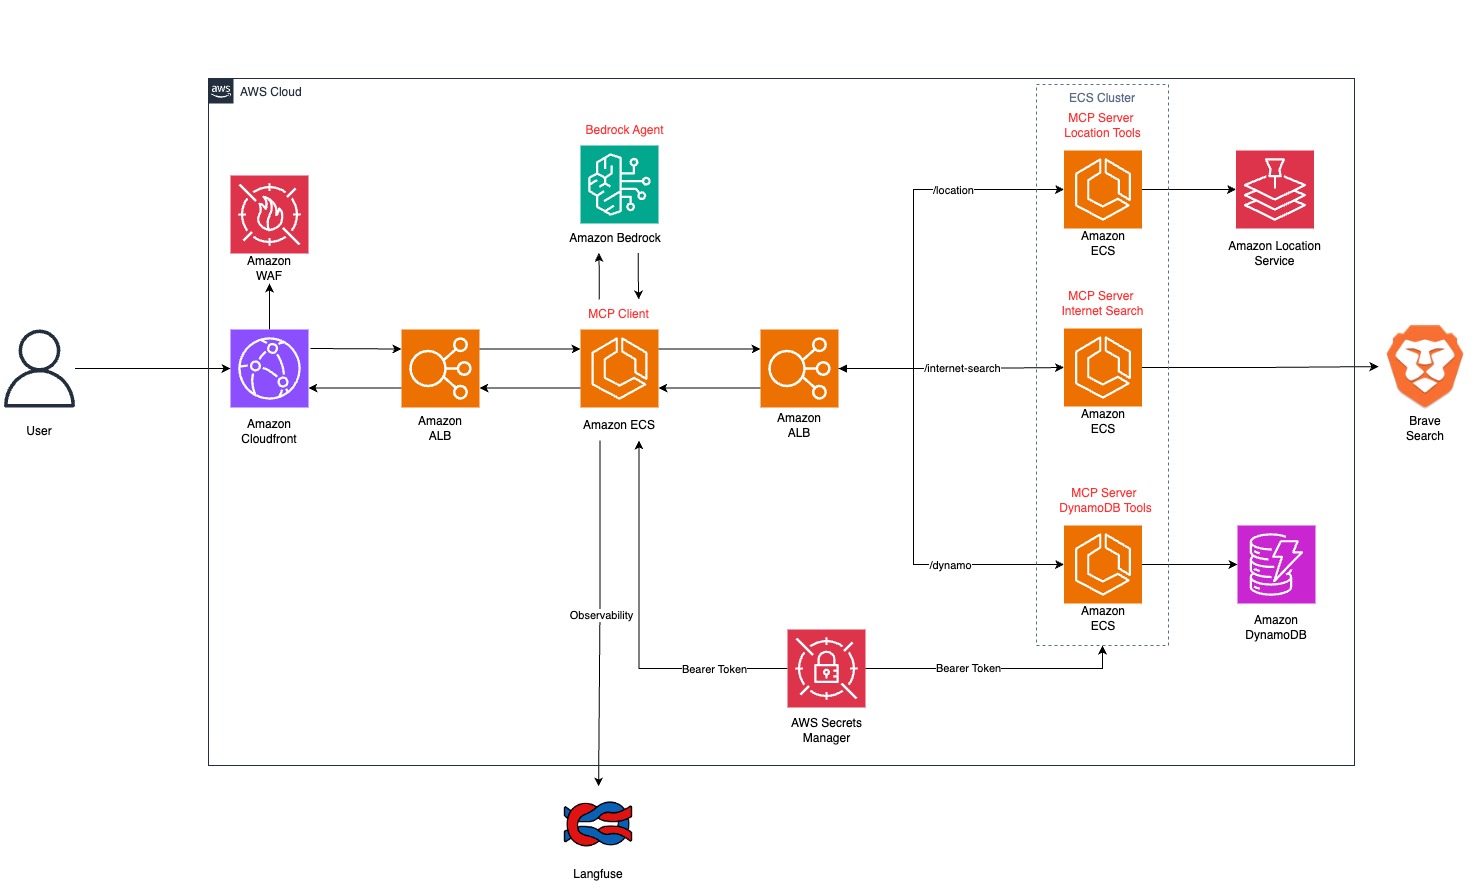 aws
AWS Cloud
ECS Cluster
MCP Server
Location Tools
Bedrock Agent
/location
Amazon Bedrock
Amazon
ECS
Amazon Location
Service
Amazon
WAF
MCP Server
Internet Search
MCP Client
/internet-search
User
Amazon
Cloudfront
Amazon
ALB
Amazon ECS
Amazon
ALB
Amazon
ECS
Brave
Search
MCP Server
DynamoDB Tools
/dynamo
Amazon
ECS
Amazon
DynamoDB
Observability
Bearer Token
Bearer Token
AWS Secrets
Manager
Langfuse